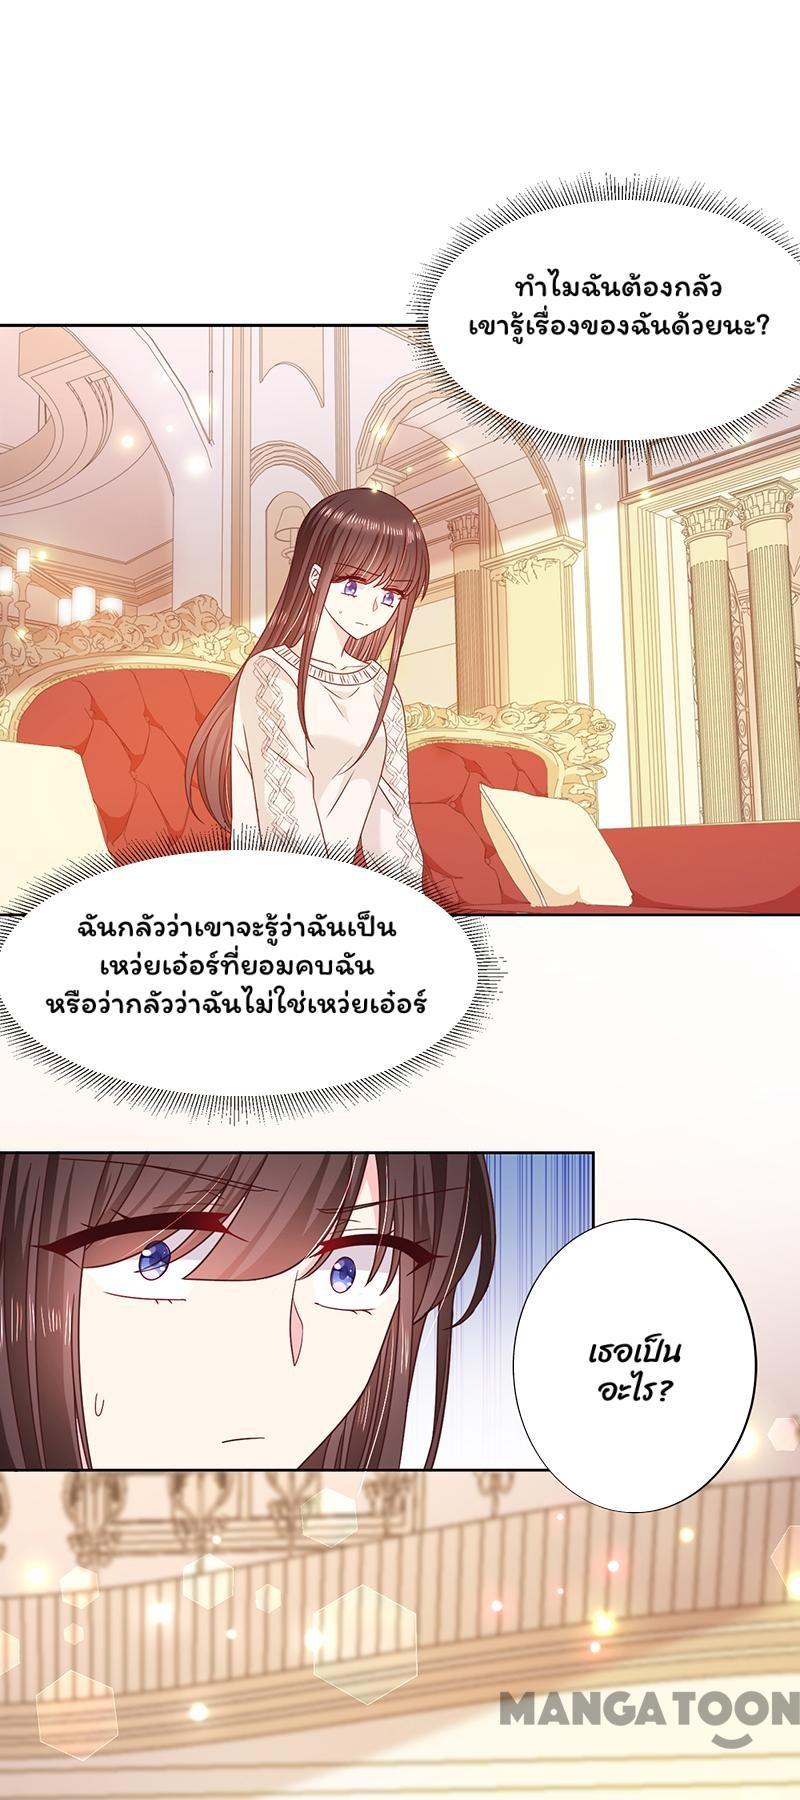 ทำไมฉันต้องกลัว
เขารู้เรื่องของฉันด้วยนะ?
ฉันกลัวว่าเขาจะรู้ว่าฉันเป็น
เหว่ยเอ๋อร์ที่ยอมคบฉัน
หรือว่ากลัวว่าฉันไม่ใช่เหว่ยเอ๋อร์
เธอเป็น
อะไร?
MANGATOON